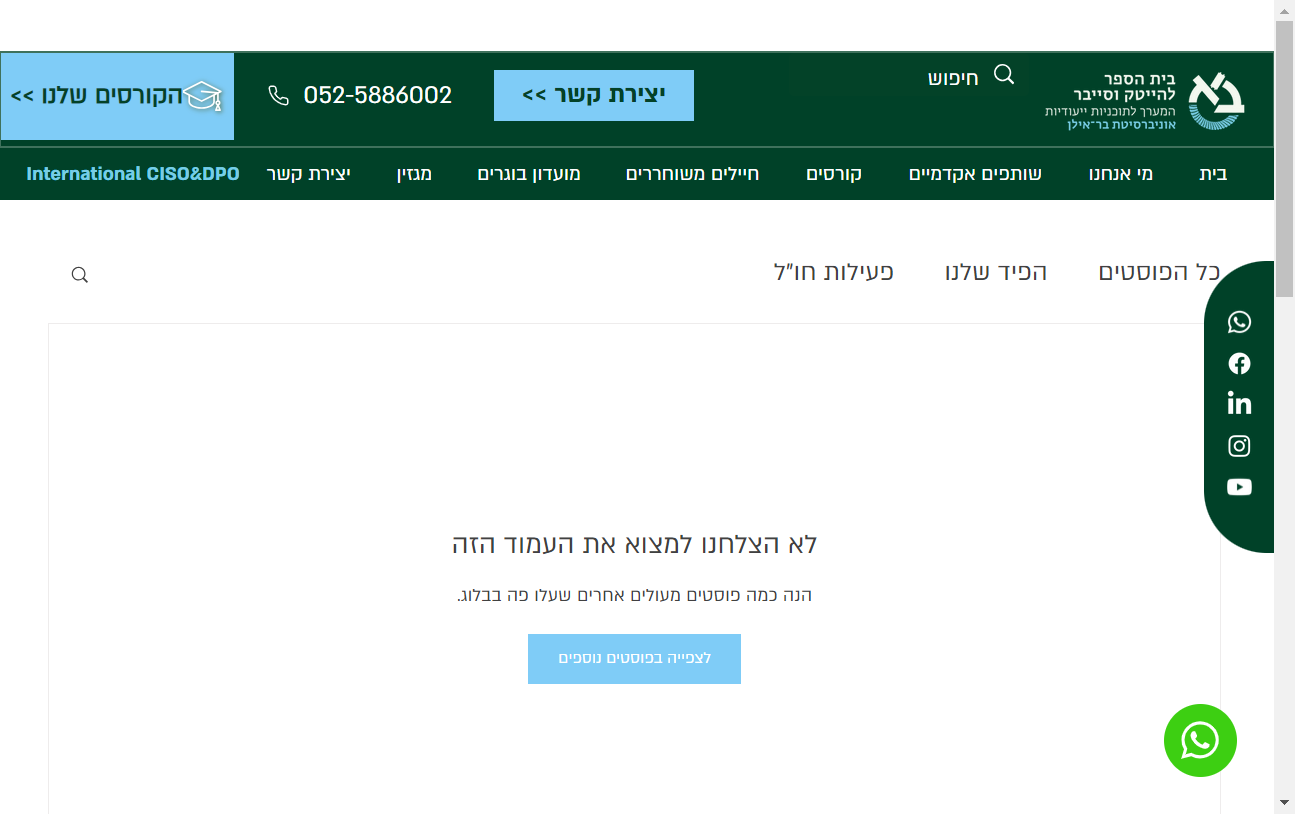 בית הספר
להייטק וסייבר
המערך לתוכניות ייעודיות
אוניברסיטת בר־אילן
חיפוש
יצירת קשר >>
052-5886002
הקורסים שלנו >>
בית
מי אנחנו
שותפים אקדמיים
קורסים
חיילים משוחררים
מועדון בוגרים
מגזין
יצירת קשר
International CISO&DPO
כל הפוסטים
הפיד שלנו
פעילות חו"ל
לא הצלחנו למצוא את העמוד הזה
הנה כמה פוסטים מעולים אחרים שעלו פה בבלוג.
לצפייה בפוסטים נוספים